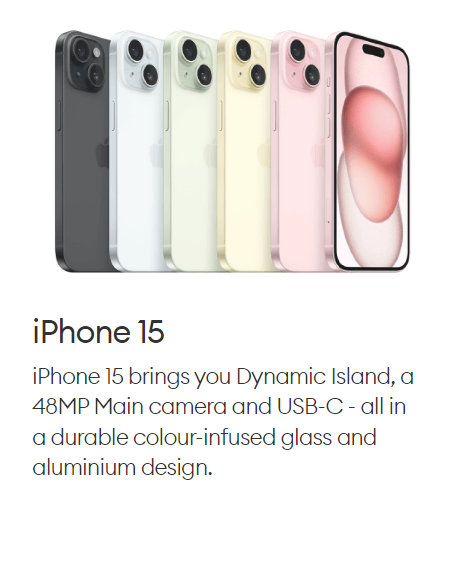 iPhone 15
iPhone 15 brings you Dynamic Island, a
48MP Main camera and USB-C - all in
a durable colour-infused glass and
aluminium design.